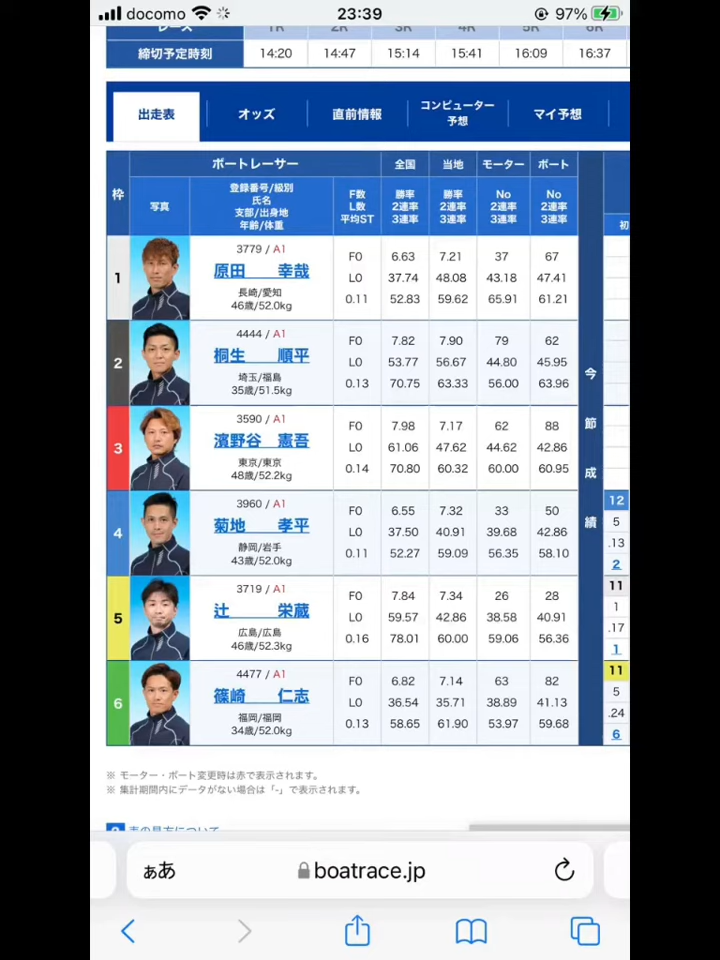 docomo 23:39 97%
レース 1R 2R 3R 4R 5R 6R
締切予定時刻 14:20 14:47 15:14 15:41 16:09 16:37
出走表 オッズ 直前情報 コンピューター予想 マイ予想
枠 ボートレーサー 全国 当地 モーター ボート
写真 登録番号/級別 F数 勝率 勝率 No No 初
氏名 L数 2連率 2連率 2連率 2連率
支部/出身地 平均ST 3連率 3連率 3連率 3連率
年齢/体重
今節成績
1 3779 / A1 F0 6.63 7.21 37 67
原田 幸哉 L0 37.74 48.08 43.18 47.41
長崎/愛知 0.11 52.83 59.62 65.91 61.21
46歳/52.0kg
2 4444 / A1 F0 7.82 7.90 79 62
桐生 順平 L0 53.77 56.67 44.80 45.95
埼玉/福島 0.13 70.75 63.33 56.00 63.96
35歳/51.5kg
3 3590 / A1 F0 7.98 7.17 62 88
濱野谷 憲吾 L0 61.06 47.62 44.62 42.86
東京/東京 0.14 70.80 60.32 60.00 60.95
48歳/52.2kg
4 3960 / A1 F0 6.55 7.32 33 50 12
菊地 孝平 L0 37.50 40.91 39.68 42.86 5
静岡/岩手 0.11 52.27 59.09 56.35 58.10 .13
43歳/52.0kg 2
5 3719 / A1 F0 7.84 7.34 26 28 11
辻 栄蔵 L0 59.57 42.86 38.58 40.91 1
広島/広島 0.16 78.01 60.00 59.06 56.36 .17
46歳/52.3kg 1
6 4477 / A1 F0 6.82 7.14 63 82 11
篠崎 仁志 L0 36.54 35.71 38.89 41.13 5
福岡/福岡 0.13 58.65 61.90 53.97 59.68 .24
34歳/52.0kg 6
※ モーター・ボート変更時は赤で表示されます。
※ 集計期間内にデータがない場合は「-」で表示されます。
表の見方について
ぁあ boatrace.jp